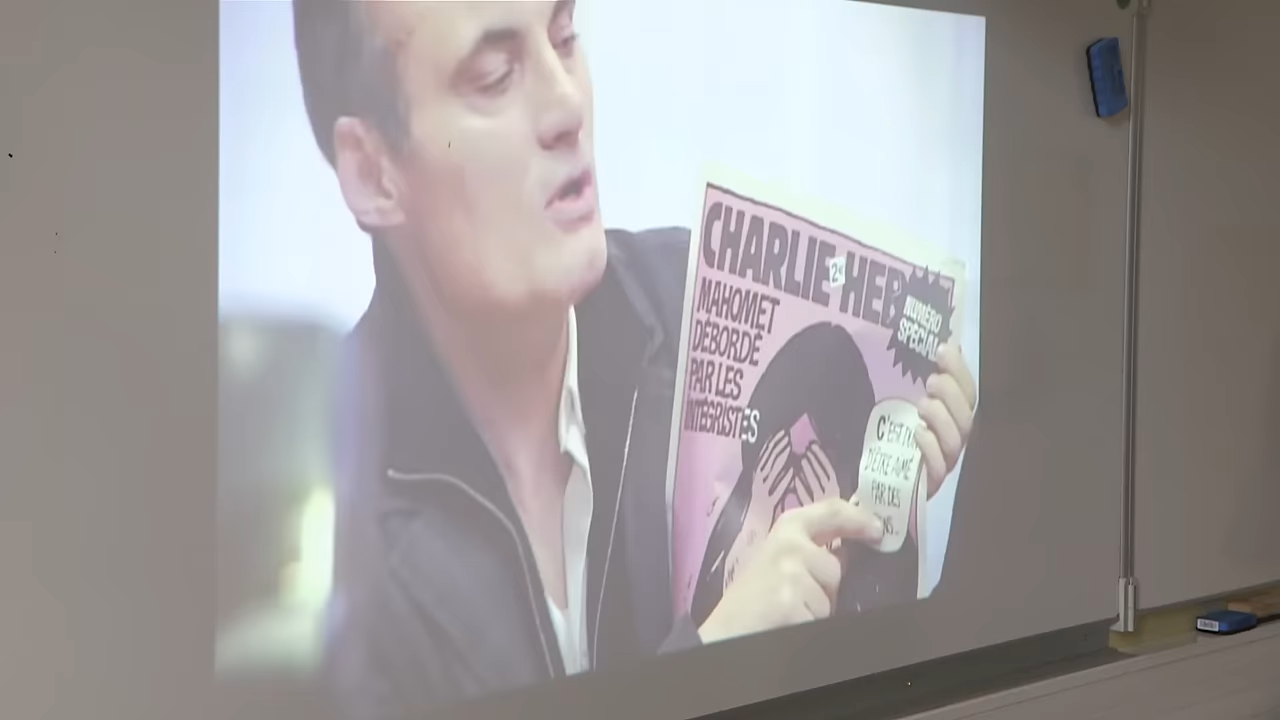 CHARLIE HEB
2€
NUMÉRO
SPÉCIAL
MAHOMET
DÉBORDÉ
PAR LES
INTÉGRISTES
C'EST
D'ÊTRE AIMÉ
PAR DES